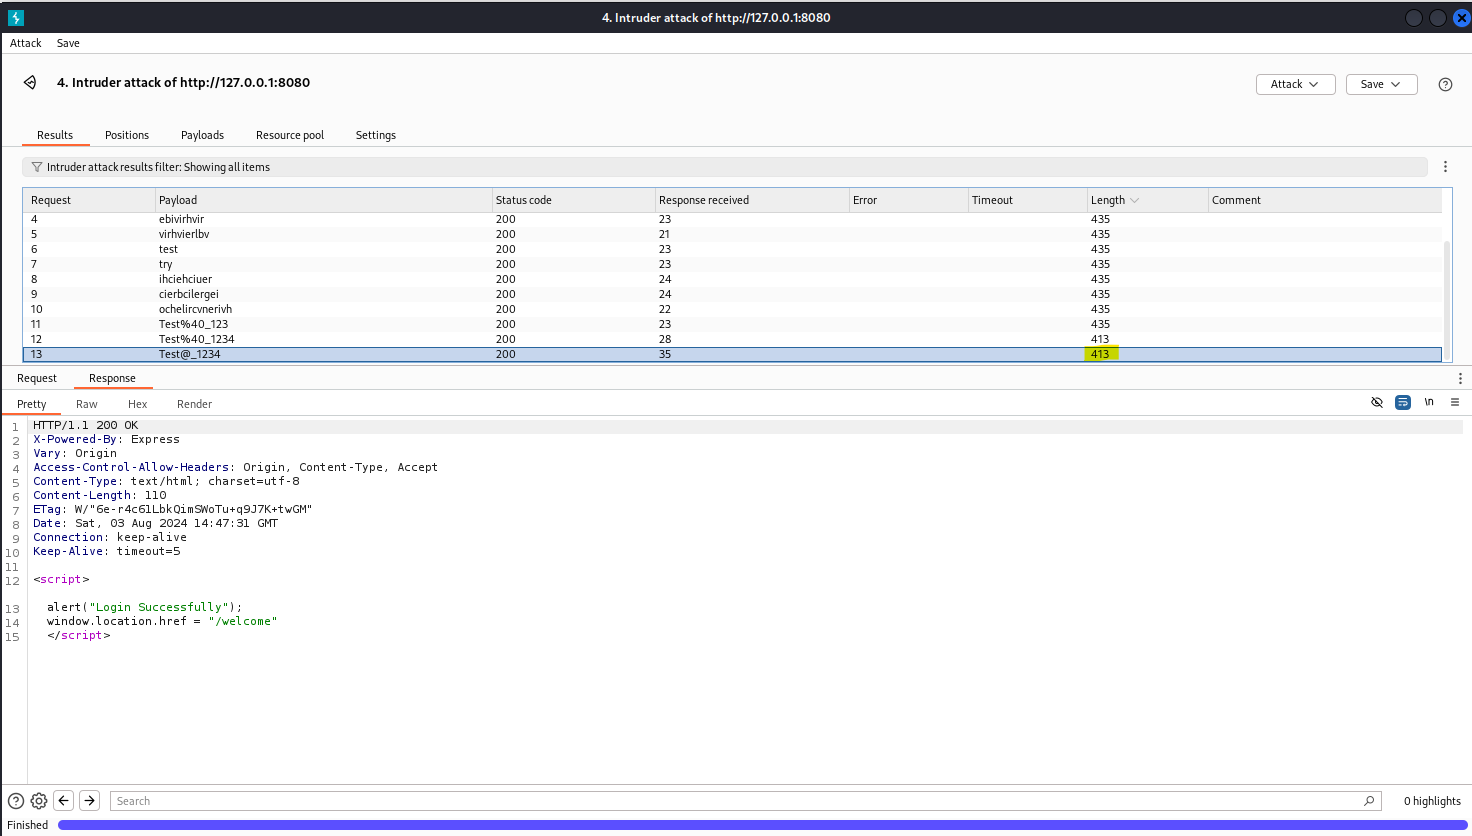 4. Intruder attack of http://127.0.0.1:8080
Attack Save
4. Intruder attack of http://127.0.0.1:8080
Attack Save
Results Positions Payloads Resource pool Settings
Intruder attack results filter: Showing all items
Request Payload Status code Response received Error Timeout Length Comment
4 ebivirhvir 200 23 435
5 virhvierlbv 200 21 435
6 test 200 23 435
7 try 200 23 435
8 ihciehciuer 200 24 435
9 cierbcilergei 200 24 435
10 ochelircvnerivh 200 22 435
11 Test%40_123 200 23 435
12 Test%40_1234 200 28 413
13 Test@_1234 200 35 413
Request Response
Pretty Raw Hex Render
\n
1 HTTP/1.1 200 OK
2 X-Powered-By: Express
3 Vary: Origin
4 Access-Control-Allow-Headers: Origin, Content-Type, Accept
5 Content-Type: text/html; charset=utf-8
6 Content-Length: 110
7 ETag: W/"6e-r4c61LbkQimSWoTu+q9J7K+twGM"
8 Date: Sat, 03 Aug 2024 14:47:31 GMT
9 Connection: keep-alive
10 Keep-Alive: timeout=5
11
12 <script>
13 alert("Login Successfully");
14 window.location.href = "/welcome"
15 </script>
Search 0 highlights
Finished